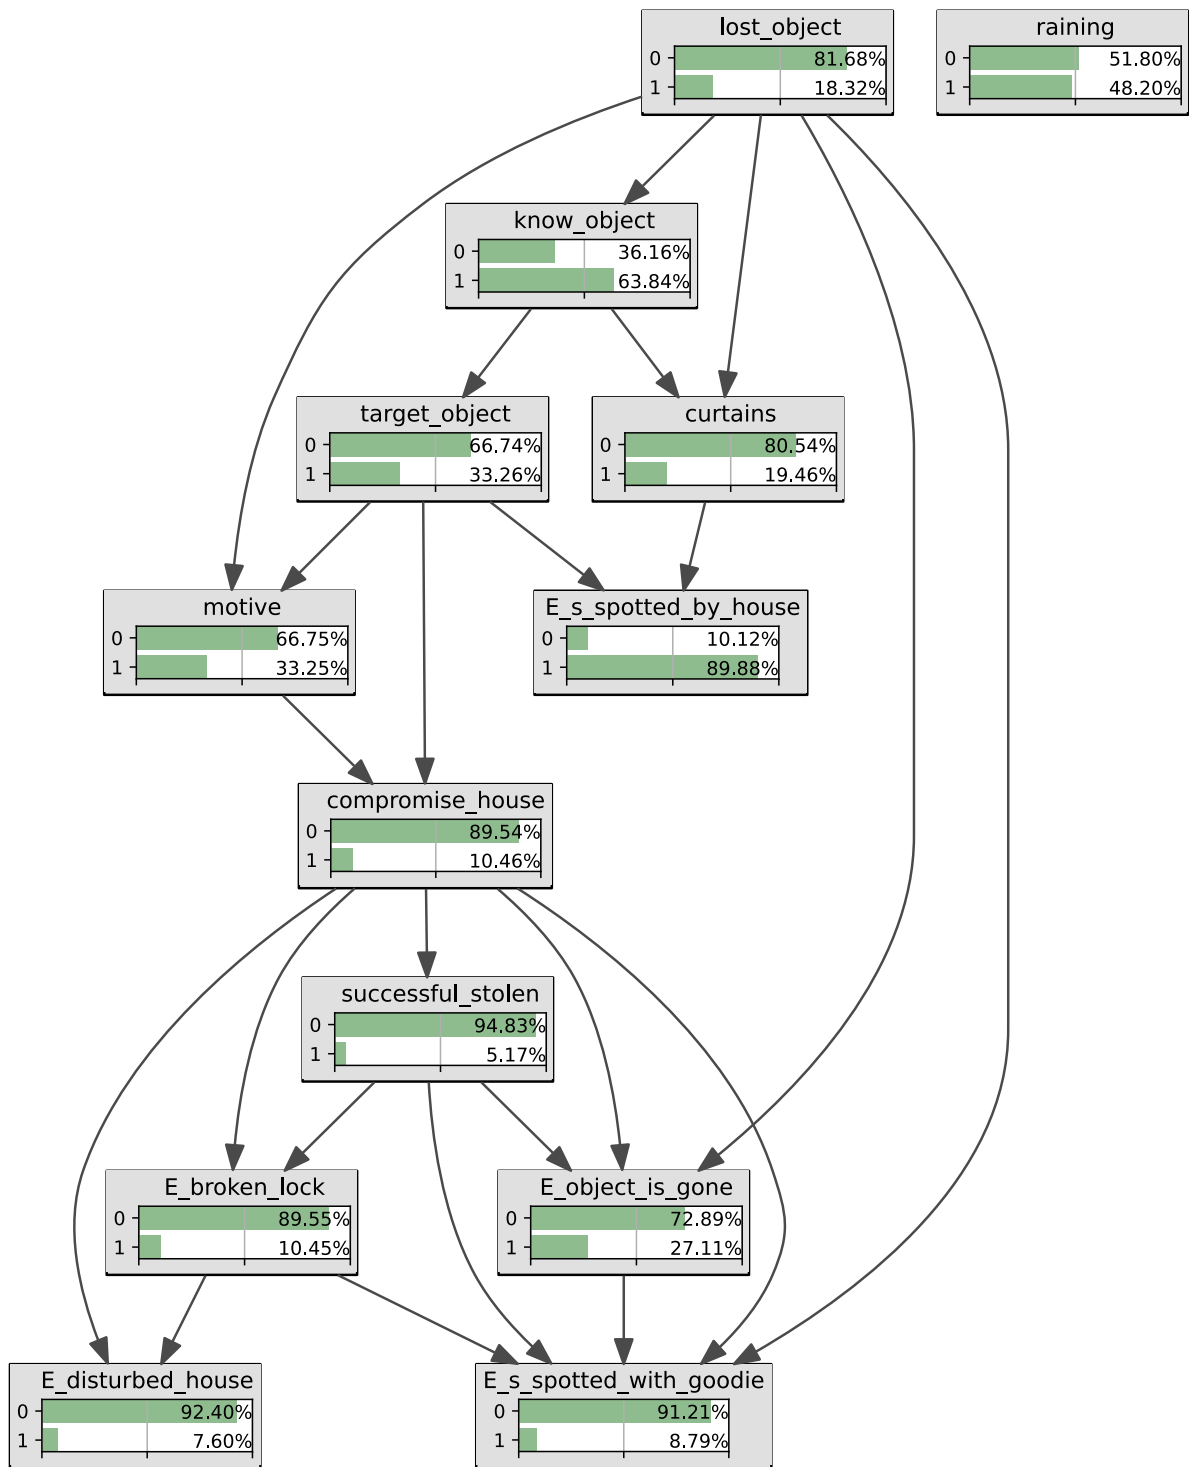 lost_object
0 81.68%
1 18.32%
raining
0 51.80%
1 48.20%
know_object
0 36.16%
1 63.84%
target_object
0 66.74%
1 33.26%
curtains
0 80.54%
1 19.46%
motive
0 66.75%
1 33.25%
E_s_spotted_by_house
0 10.12%
1 89.88%
compromise_house
0 89.54%
1 10.46%
successful_stolen
0 94.83%
1 5.17%
E_broken_lock
0 89.55%
1 10.45%
E_object_is_gone
0 72.89%
1 27.11%
E_disturbed_house
0 92.40%
1 7.60%
E_s_spotted_with_goodie
0 91.21%
1 8.79%